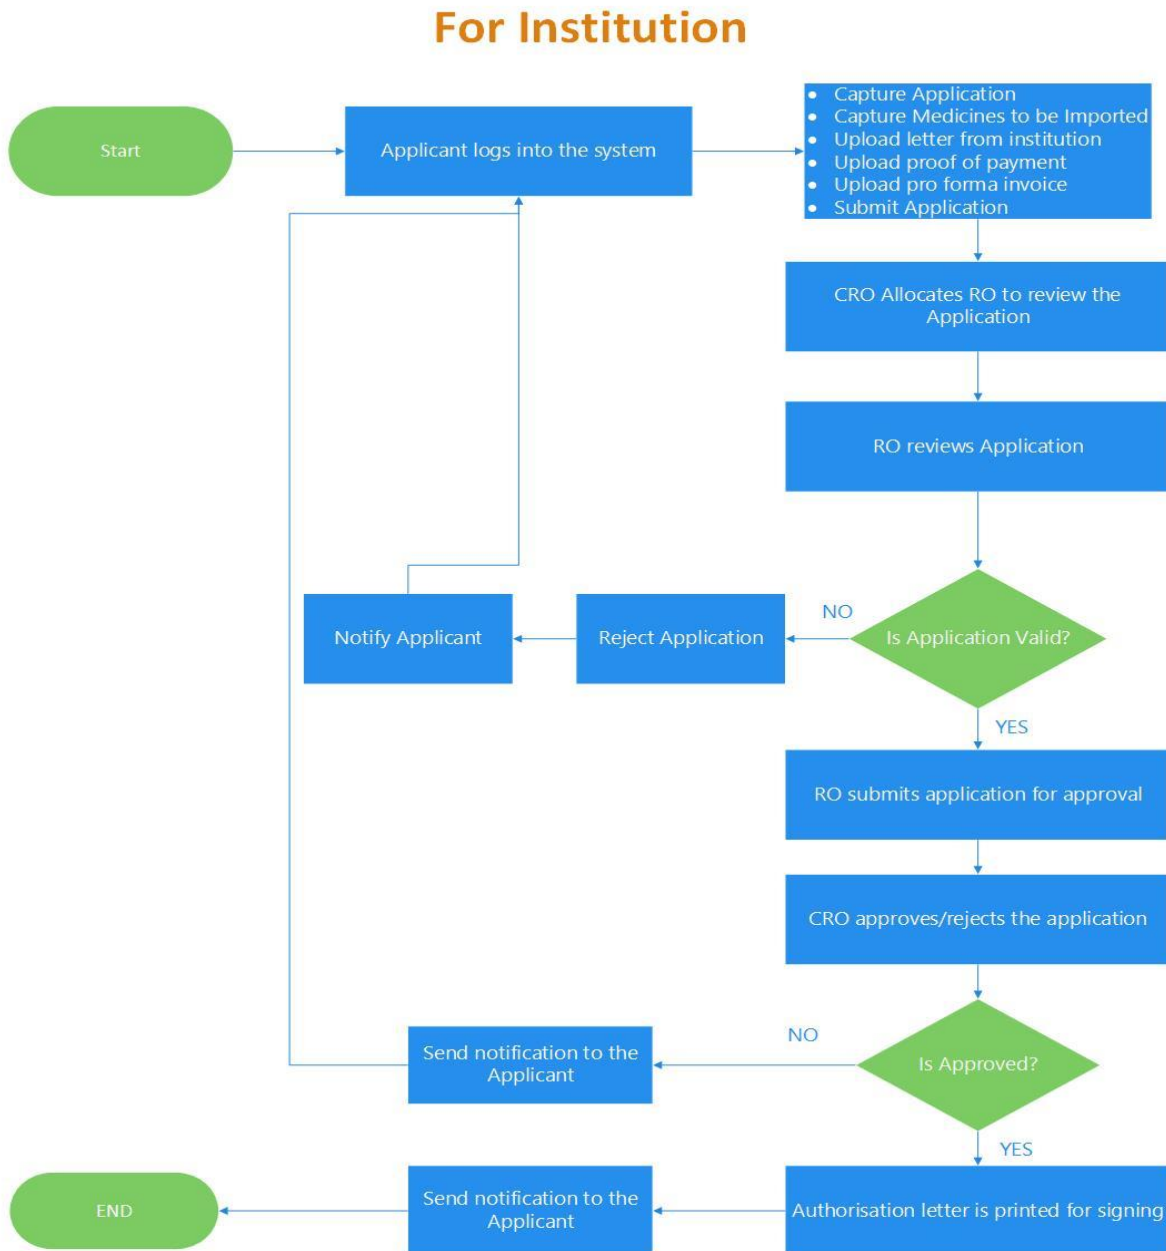 For Institution
Start
Applicant logs into the system
• Capture Application
• Capture Medicines to be Imported
• Upload letter from institution
• Upload proof of payment
• Upload pro forma invoice
• Submit Application
CRO Allocates RO to review the
Application
RO reviews Application
Is Application Valid?
NO
Reject Application
Notify Applicant
YES
RO submits application for approval
CRO approves/rejects the application
Is Approved?
NO
Send notification to the
Applicant
YES
Authorisation letter is printed for signing
Send notification to the
Applicant
END